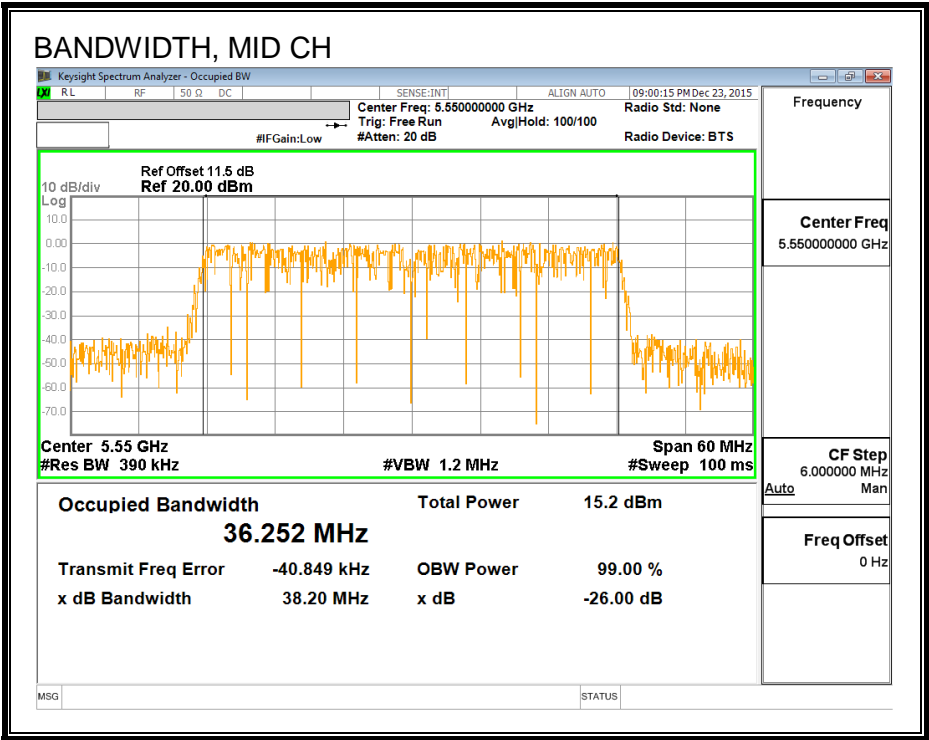 BANDWIDTH, MID CH
Keysight Spectrum Analyzer - Occupied BW
LXI RL RF 50 Ω DC SENSE:INT ALIGN AUTO 09:00:15 PM Dec 23, 2015
Center Freq: 5.550000000 GHz Radio Std: None
Trig: Free Run Avg|Hold: 100/100
#IFGain:Low #Atten: 20 dB Radio Device: BTS
Frequency
Ref Offset 11.5 dB
10 dB/div Ref 20.00 dBm
Log
10.0
0.00
-10.0
-20.0
-30.0
-40.0
-50.0
-60.0
-70.0
Center 5.55 GHz Span 60 MHz
#Res BW 390 kHz #VBW 1.2 MHz #Sweep 100 ms
Occupied Bandwidth Total Power 15.2 dBm
36.252 MHz
Transmit Freq Error -40.849 kHz OBW Power 99.00 %
x dB Bandwidth 38.20 MHz x dB -26.00 dB
Center Freq
5.550000000 GHz
CF Step
6.000000 MHz
Auto Man
Freq Offset
0 Hz
MSG STATUS